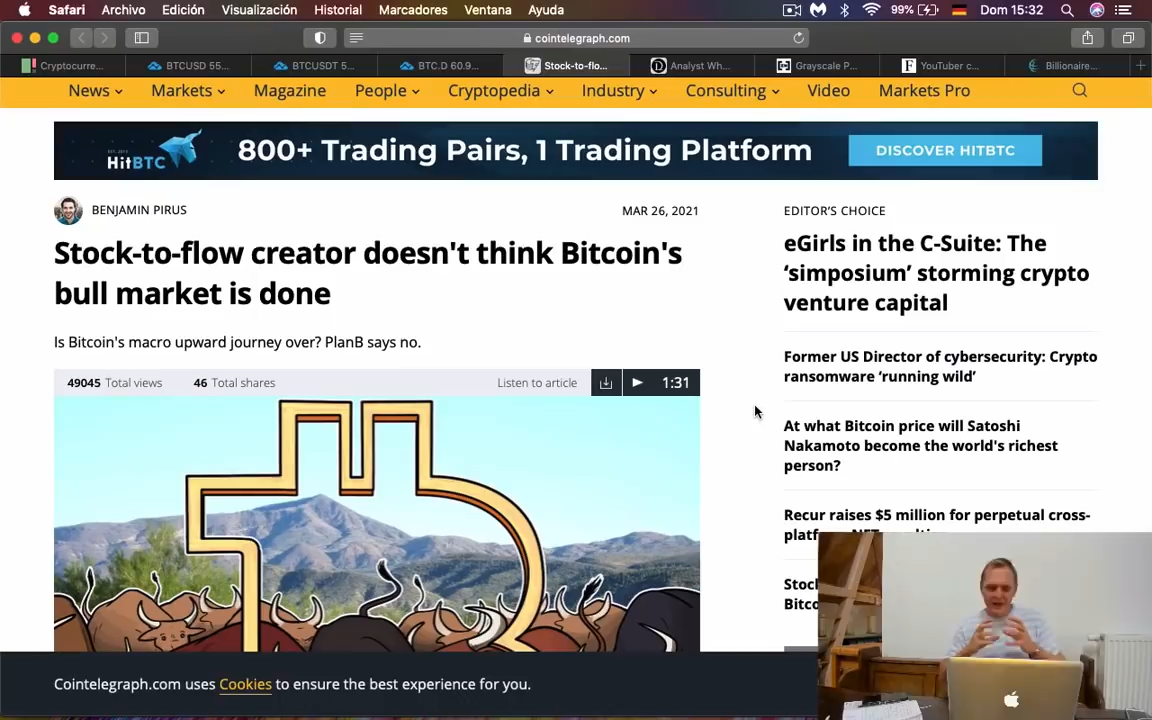 Safari Archivo Edición Visualización Historial Marcadores Ventana Ayuda 99% Dom 15:32
cointelegraph.com
Cryptocurre... BTCUSD 55... BTCUSDT 5... BTC.D 60.9... Stock-to-flo... Analyst Wh... Grayscale P... YouTuber c... Billionaire...
News Markets Magazine People Cryptopedia Industry Consulting Video Markets Pro
HitBTC 800+ Trading Pairs, 1 Trading Platform DISCOVER HITBTC
BENJAMIN PIRUS MAR 26, 2021
Stock-to-flow creator doesn't think Bitcoin's
bull market is done
Is Bitcoin's macro upward journey over? PlanB says no.
49045 Total views 46 Total shares Listen to article 1:31
EDITOR'S CHOICE
eGirls in the C-Suite: The
‘simposium’ storming crypto
venture capital
Former US Director of cybersecurity: Crypto
ransomware ‘running wild’
At what Bitcoin price will Satoshi
Nakamoto become the world's richest
person?
Recur raises $5 million for perpetual cross-
Cointelegraph.com uses Cookies to ensure the best experience for you.